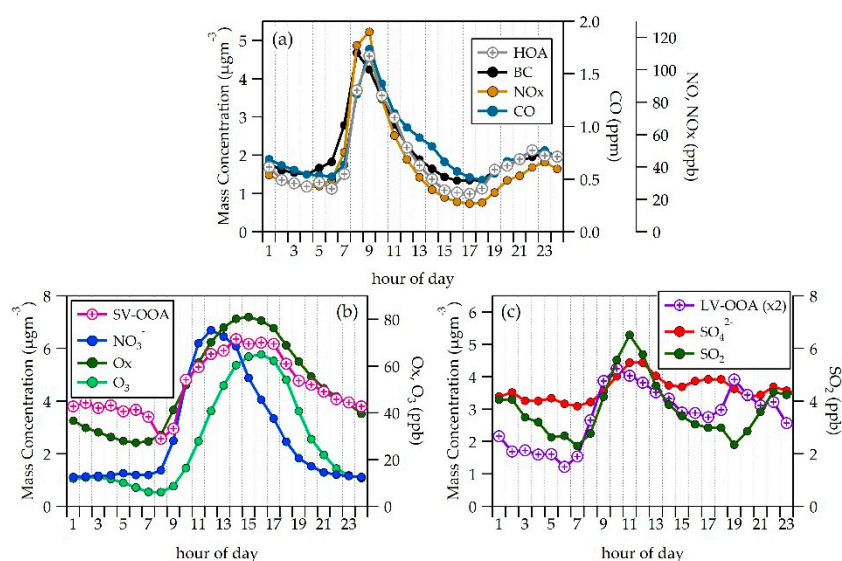 (a)
HOA
BC
NOx
CO
Mass Concentration (µgm⁻³)
5
4
3
2
1
0
2.0
1.5
1.0
0.5
0.0
CO (ppm)
120
100
80
60
40
20
0
NO, NOx (ppb)
1 3 5 7 9 11 13 15 17 19 21 23
hour of day
(b)
SV-OOA
NO₃⁻
Ox
O₃
Mass Concentration (µgm⁻³)
8
6
4
2
0
80
60
40
20
0
Ox, O₃ (ppb)
1 3 5 7 9 11 13 15 17 19 21 23
hour of day
(c)
LV-OOA (x2)
SO₄²⁻
SO₂
Mass Concentration (µgm⁻³)
6
5
4
3
2
1
0
8
6
4
2
0
SO₂ (ppb)
1 3 5 7 9 11 13 15 17 19 21 23
hour of day